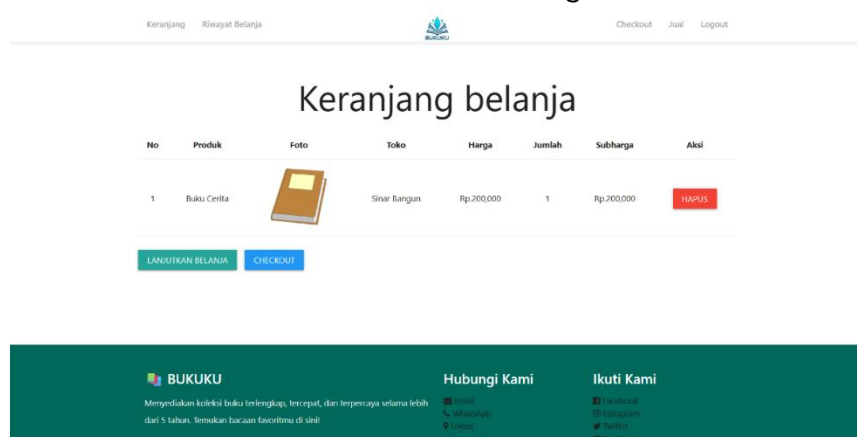 Keranjang Riwayat Belanja BUKUKU Checkout Jual Logout
Keranjang belanja
No Produk Foto Toko Harga Jumlah Subharga Aksi
1 Buku Cerita Sinar Bangun Rp.200,000 1 Rp.200,000 HAPUS
LANJUTKAN BELANJA CHECKOUT
BUKUKU Hubungi Kami Ikuti Kami
Menyediakan koleksi buku terlengkap, tercepat, dan terpercaya selama lebih Email Facebook
dari 5 tahun. Temukan bacaan favoritmu di sini! WhatsApp Instagram
Lokasi Twitter